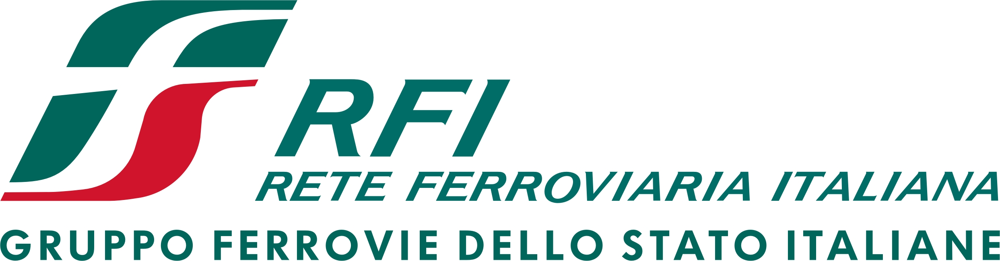 RFI
RETE FERROVIARIA ITALIANA
GRUPPO FERROVIE DELLO STATO ITALIANE